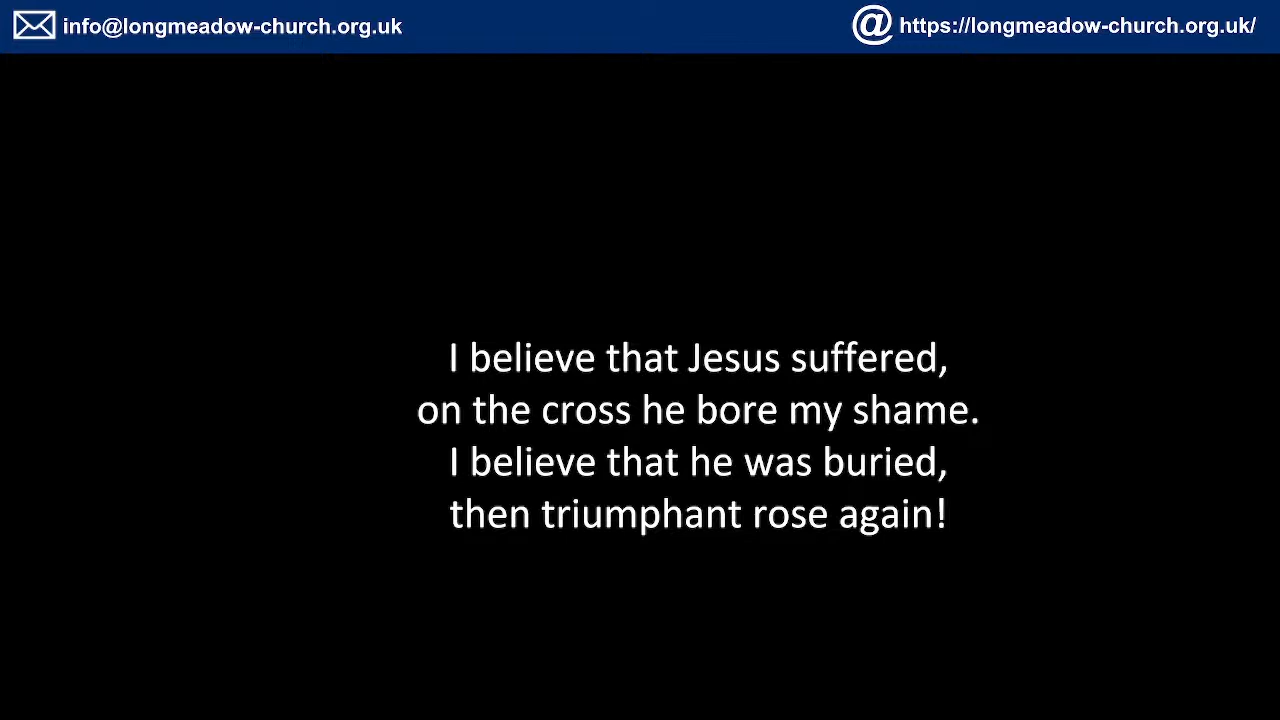 info@longmeadow-church.org.uk
https://longmeadow-church.org.uk/
I believe that Jesus suffered,
on the cross he bore my shame.
I believe that he was buried,
then triumphant rose again!